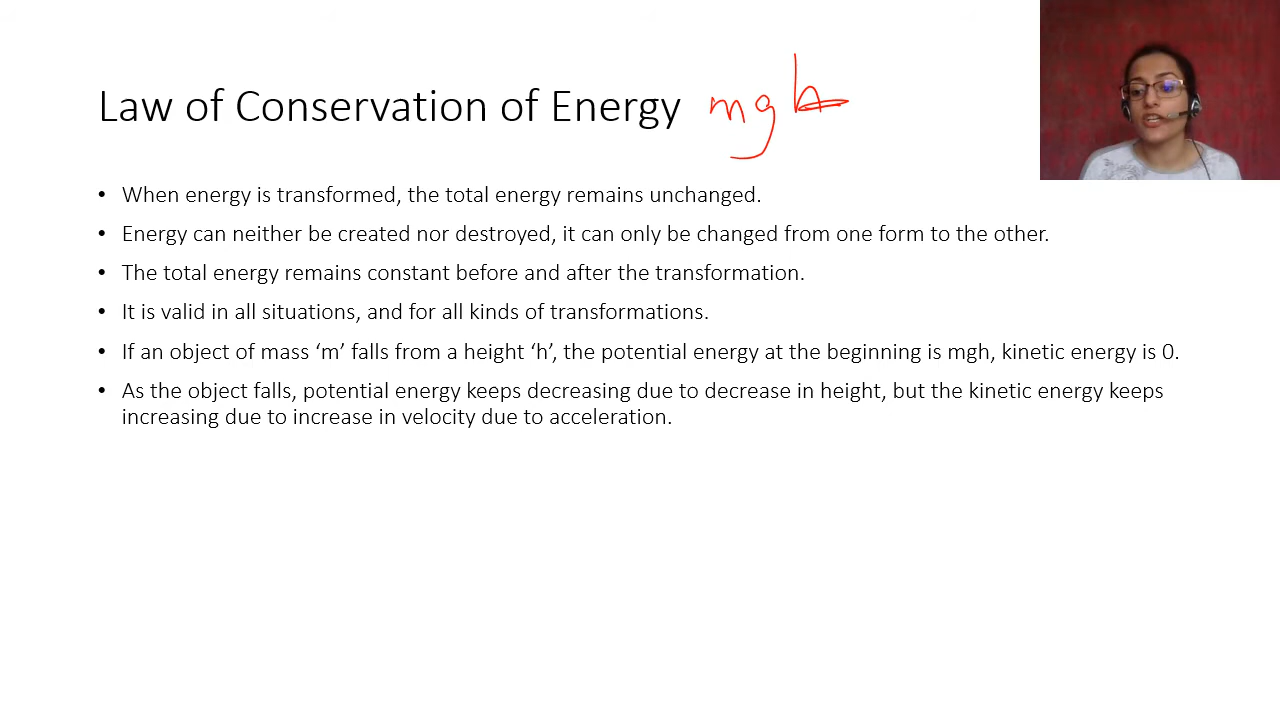 Law of Conservation of Energy mgh
• When energy is transformed, the total energy remains unchanged.
• Energy can neither be created nor destroyed, it can only be changed from one form to the other.
• The total energy remains constant before and after the transformation.
• It is valid in all situations, and for all kinds of transformations.
• If an object of mass ‘m’ falls from a height ‘h’, the potential energy at the beginning is mgh, kinetic energy is 0.
• As the object falls, potential energy keeps decreasing due to decrease in height, but the kinetic energy keeps
increasing due to increase in velocity due to acceleration.